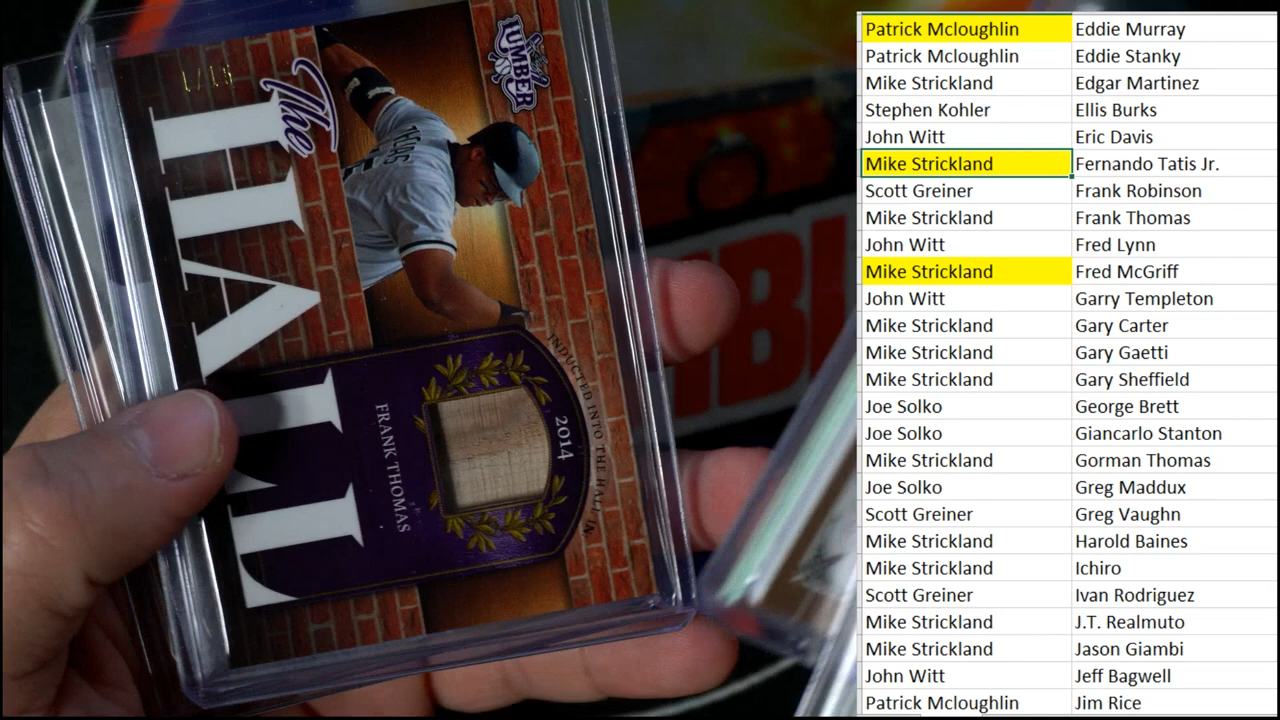 LUMBER
The
HALL
THOMAS
INDUCTED INTO THE HALL IN
2014
FRANK THOMAS
Patrick Mcloughlin Eddie Murray
Patrick Mcloughlin Eddie Stanky
Mike Strickland Edgar Martinez
Stephen Kohler Ellis Burks
John Witt Eric Davis
Mike Strickland Fernando Tatis Jr.
Scott Greiner Frank Robinson
Mike Strickland Frank Thomas
John Witt Fred Lynn
Mike Strickland Fred McGriff
John Witt Garry Templeton
Mike Strickland Gary Carter
Mike Strickland Gary Gaetti
Mike Strickland Gary Sheffield
Joe Solko George Brett
Joe Solko Giancarlo Stanton
Mike Strickland Gorman Thomas
Joe Solko Greg Maddux
Scott Greiner Greg Vaughn
Mike Strickland Harold Baines
Mike Strickland Ichiro
Scott Greiner Ivan Rodriguez
Mike Strickland J.T. Realmuto
Mike Strickland Jason Giambi
John Witt Jeff Bagwell
Patrick Mcloughlin Jim Rice